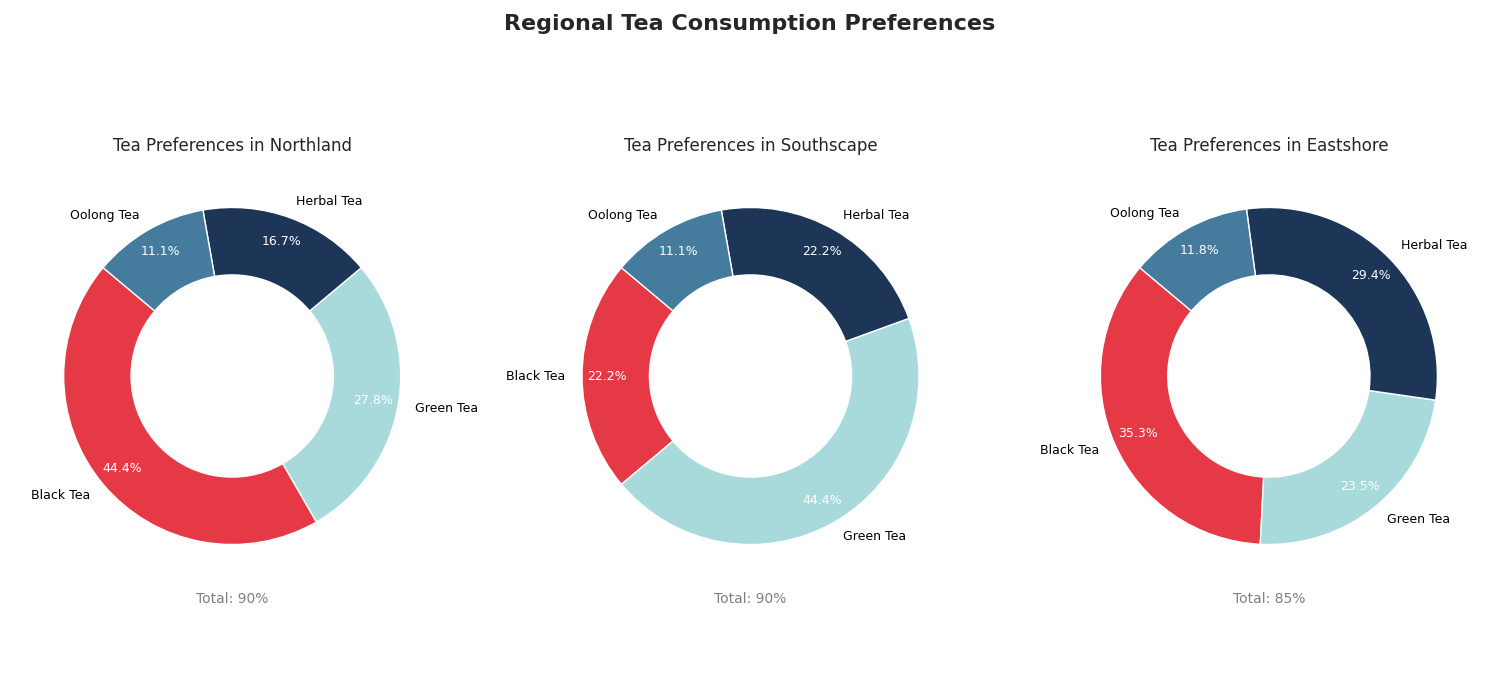 Regional Tea Consumption Preferences
Tea Preferences in Northland
Herbal Tea
Oolong Tea
16.7%
11.1%
27.8%
Green Tea
44.4%
Black Tea
Total: 90%
Tea Preferences in Southscape
Oolong Tea
Herbal Tea
11.1%
22.2%
Black Tea
22.2%
44.4%
Green Tea
Total: 90%
Tea Preferences in Eastshore
Oolong Tea
Herbal Tea
11.8%
29.4%
35.3%
Black Tea
23.5%
Green Tea
Total: 85%